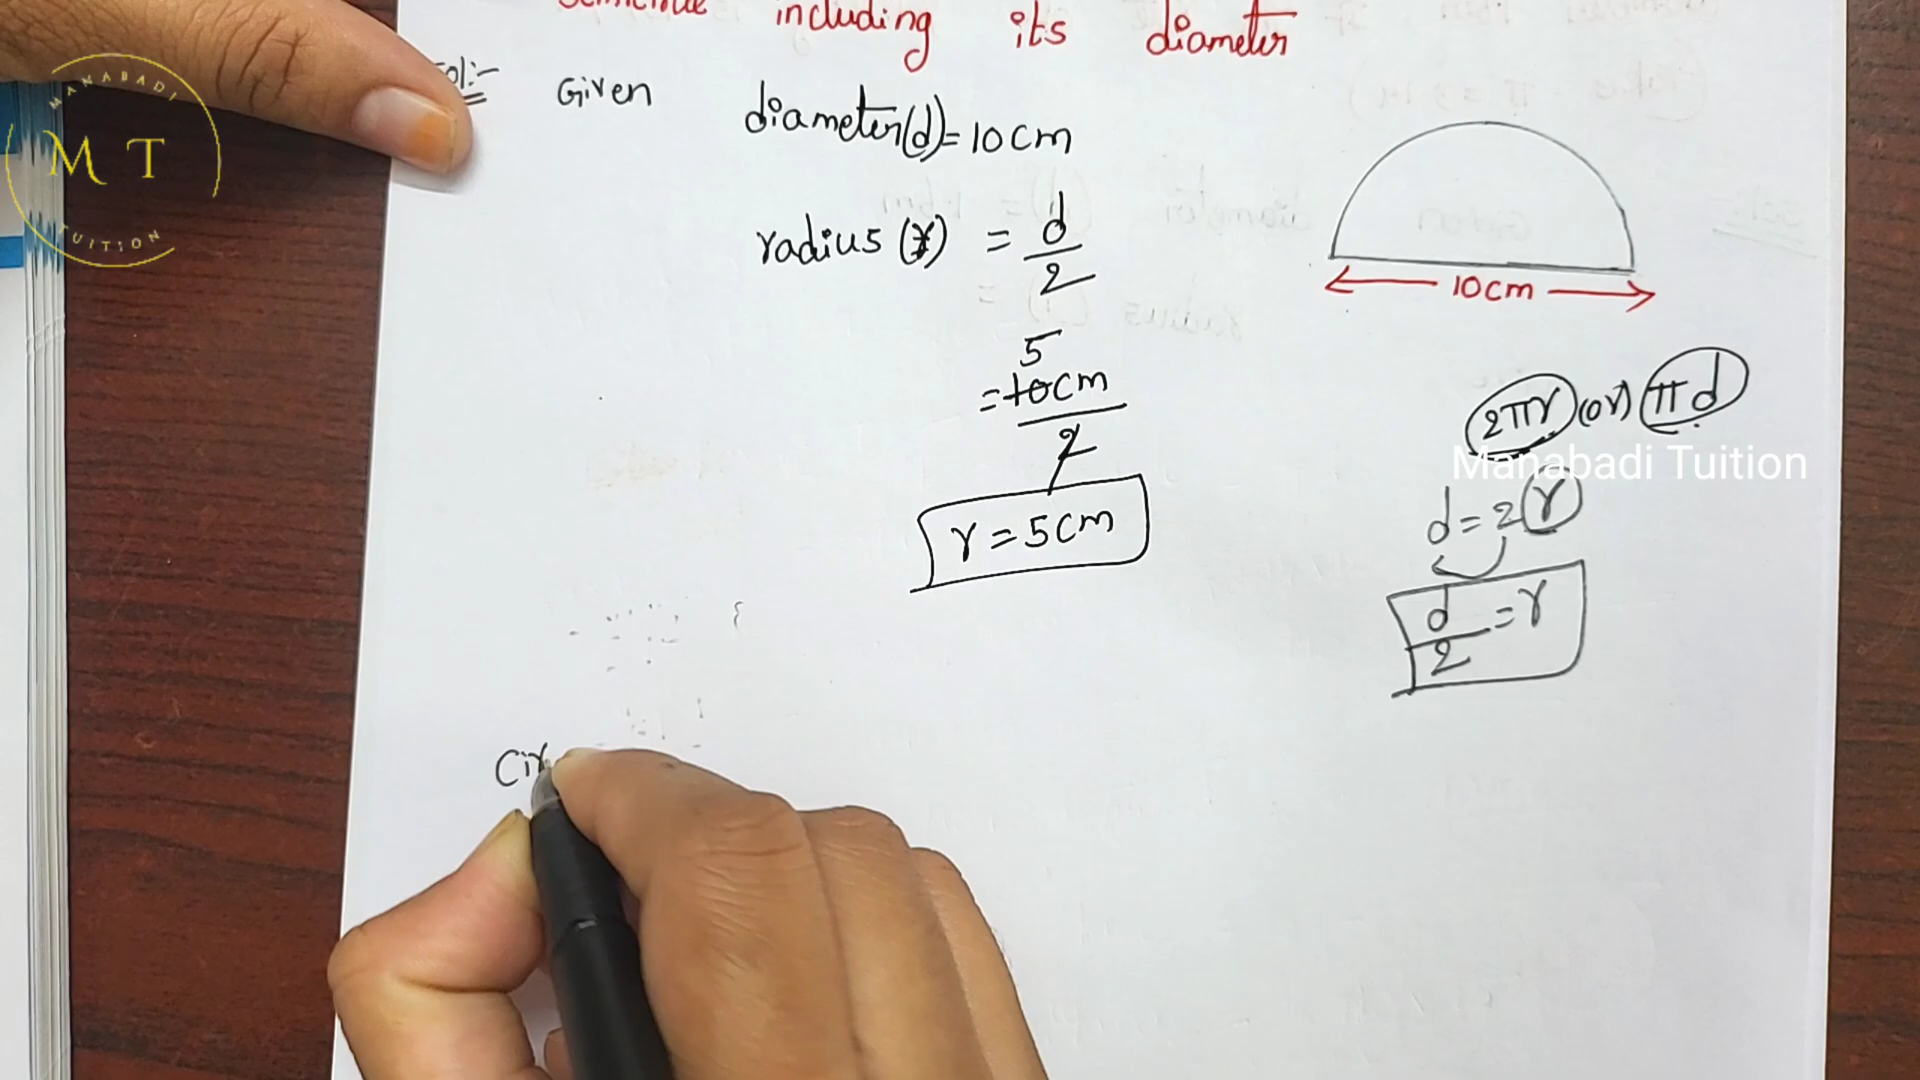 including its diameter
Sol:- Given diameter(d)=10cm
MANABADI
M T
TUITION
radius (r) = d/2
10cm
5
=10cm/2
2πr (or) πd
Manabadi Tuition
r = 5cm
d=2r
d/2 = r
Cir